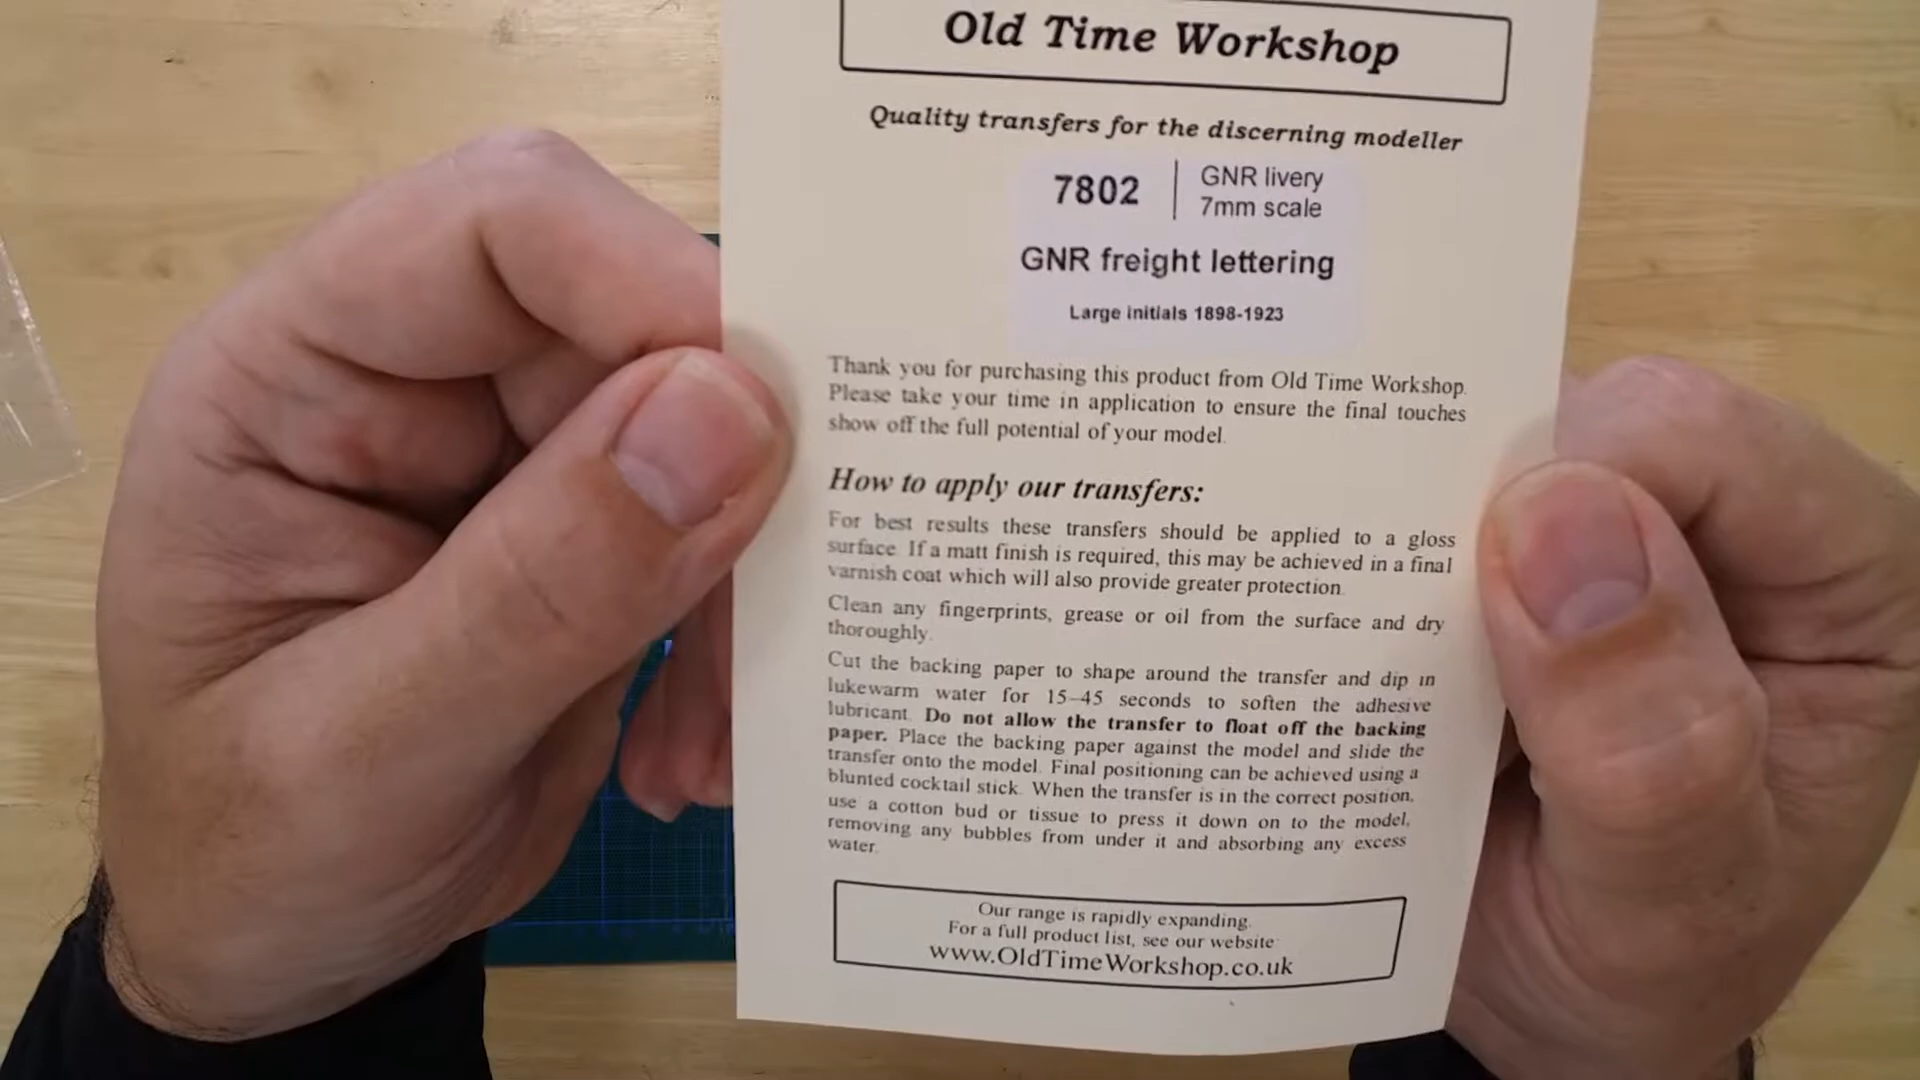 Old Time Workshop
Quality transfers for the discerning modeller
7802
GNR livery
7mm scale
GNR freight lettering
Large initials 1898-1923
Thank you for purchasing this product from Old Time Workshop.
Please take your time in application to ensure the final touches
show off the full potential of your model.
How to apply our transfers:
For best results these transfers should be applied to a gloss
surface. If a matt finish is required, this may be achieved in a final
varnish coat which will also provide greater protection.
Clean any fingerprints, grease or oil from the surface and dry
thoroughly.
Cut the backing paper to shape around the transfer and dip in
lukewarm water for 15–45 seconds to soften the adhesive
lubricant. Do not allow the transfer to float off the backing
paper. Place the backing paper against the model and slide the
transfer onto the model. Final positioning can be achieved using a
blunted cocktail stick. When the transfer is in the correct position,
use a cotton bud or tissue to press it down on to the model,
removing any bubbles from under it and absorbing any excess
water.
Our range is rapidly expanding.
For a full product list, see our website:
www.OldTimeWorkshop.co.uk